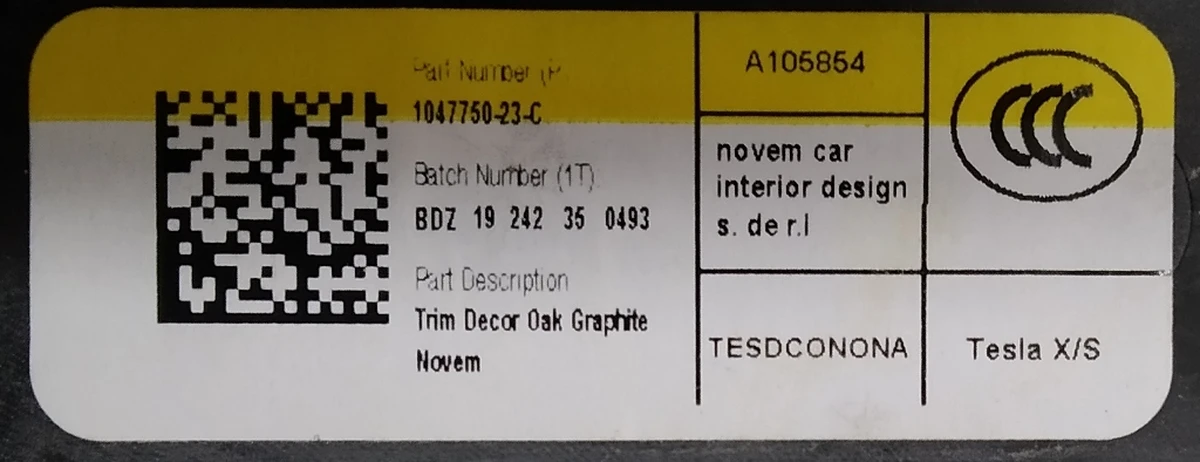 Part Number (P
1047750-23-C
Batch Number (1T)
BDZ 19 242 35 0493
Part Description
Trim Decor Oak Graphite
Novem
A105854
novem car
interior design
s. de r.l
TESDCONONA
CCC
Tesla X/S